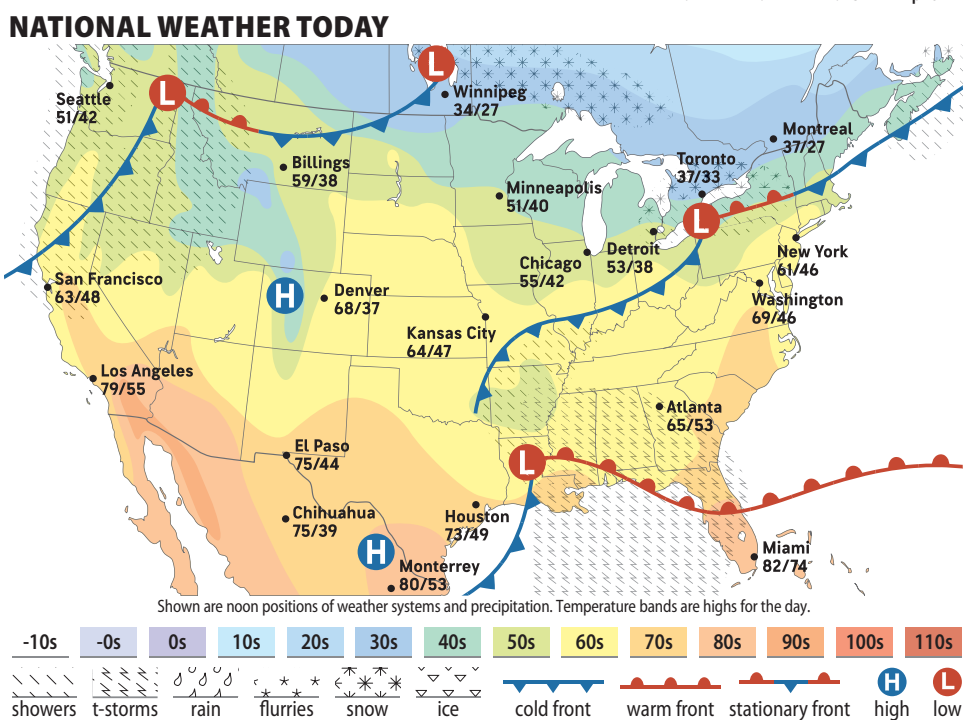 NATIONAL WEATHER TODAY
L
L
Seattle
51/42
Winnipeg
34/27
Montreal
37/27
Billings
59/38
Toronto
37/33
Minneapolis
51/40
L
Detroit
53/38
Chicago
55/42
New York
61/46
San Francisco
63/48
H
Denver
68/37
Washington
69/46
Kansas City
64/47
Los Angeles
79/55
Atlanta
65/53
El Paso
75/44
L
Chihuahua
75/39
Houston
73/49
H
Monterrey
80/53
Miami
82/74
Shown are noon positions of weather systems and precipitation. Temperature bands are highs for the day.
-10s -0s 0s 10s 20s 30s 40s 50s 60s 70s 80s 90s 100s 110s
H L
showers t-storms rain flurries snow ice cold front warm front stationary front high low